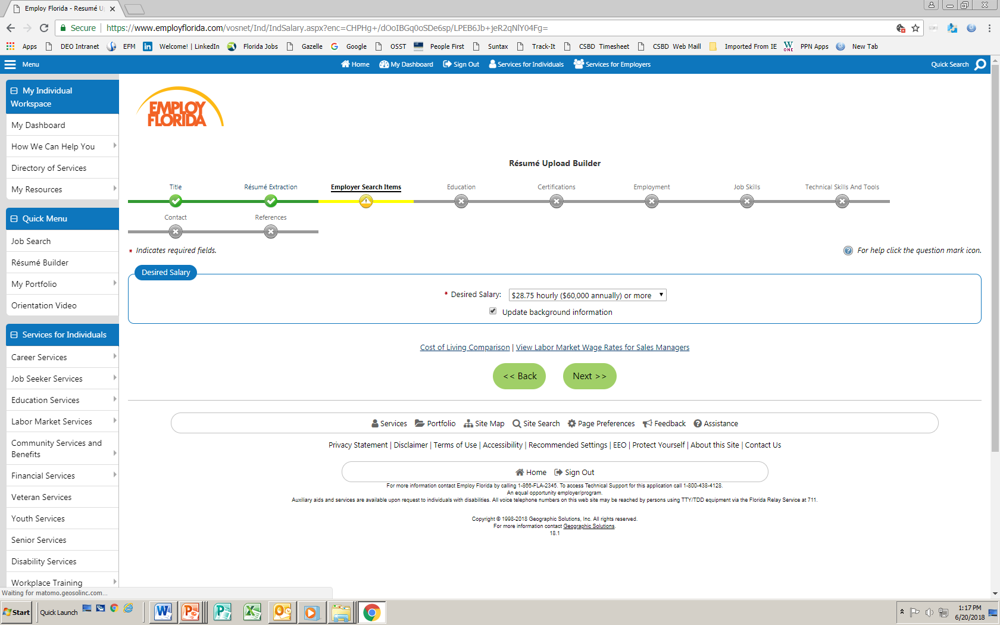 Employ Florida - Resumé U
Secure
https://www.employflorida.com/vosnet/Ind/IndSalary.aspx?enc=CHPHg+/dOoIBGq0oSDe6sp/LPEB6Jb+jeR2qNlY04Fg=
Apps DEO Intranet EFM Welcome! | LinkedIn Florida Jobs Gazelle Google OSST People First Suntax Track-It CSBD Timesheet CSBD Web Maill Imported From IE PPN Apps New Tab
Menu Home My Dashboard Sign Out Services for Individuals Services for Employers Quick Search
My Individual
Workspace
My Dashboard
How We Can Help You
Directory of Services
My Resources
Quick Menu
Job Search
Résumé Builder
My Portfolio
Orientation Video
Services for Individuals
Career Services
Job Seeker Services
Education Services
Labor Market Services
Community Services and
Benefits
Financial Services
Veteran Services
Youth Services
Senior Services
Disability Services
Workplace Training
EMPLOY
FLORIDA
Résumé Upload Builder
Title Résumé Extraction Employer Search Items Education Certifications Employment Job Skills Technical Skills And Tools
Contact References
* Indicates required fields.
For help click the question mark icon.
Desired Salary
* Desired Salary: $28.75 hourly ($60,000 annually) or more
Update background information
Cost of Living Comparison | View Labor Market Wage Rates for Sales Managers
<< Back Next >>
Services Portfolio Site Map Site Search Page Preferences Feedback Assistance
Privacy Statement | Disclaimer | Terms of Use | Accessibility | Recommended Settings | EEO | Protect Yourself | About this Site | Contact Us
Home Sign Out
For more information contact Employ Florida by calling 1-866-FLA-2345. To access Technical Support for this application call 1-800-438-4128.
An equal opportunity employer/program.
Auxiliary aids and services are available upon request to individuals with disabilities. All voice telephone numbers on this web site may be reached by persons using TTY/TDD equipment via the Florida Relay Service at 711.
Copyright © 1998-2018 Geographic Solutions, Inc. All rights reserved.
For more information contact Geographic Solutions.
18.1
Waiting for matomo.geosolinc.com...
Start Quick Launch
1:17 PM
6/20/2018